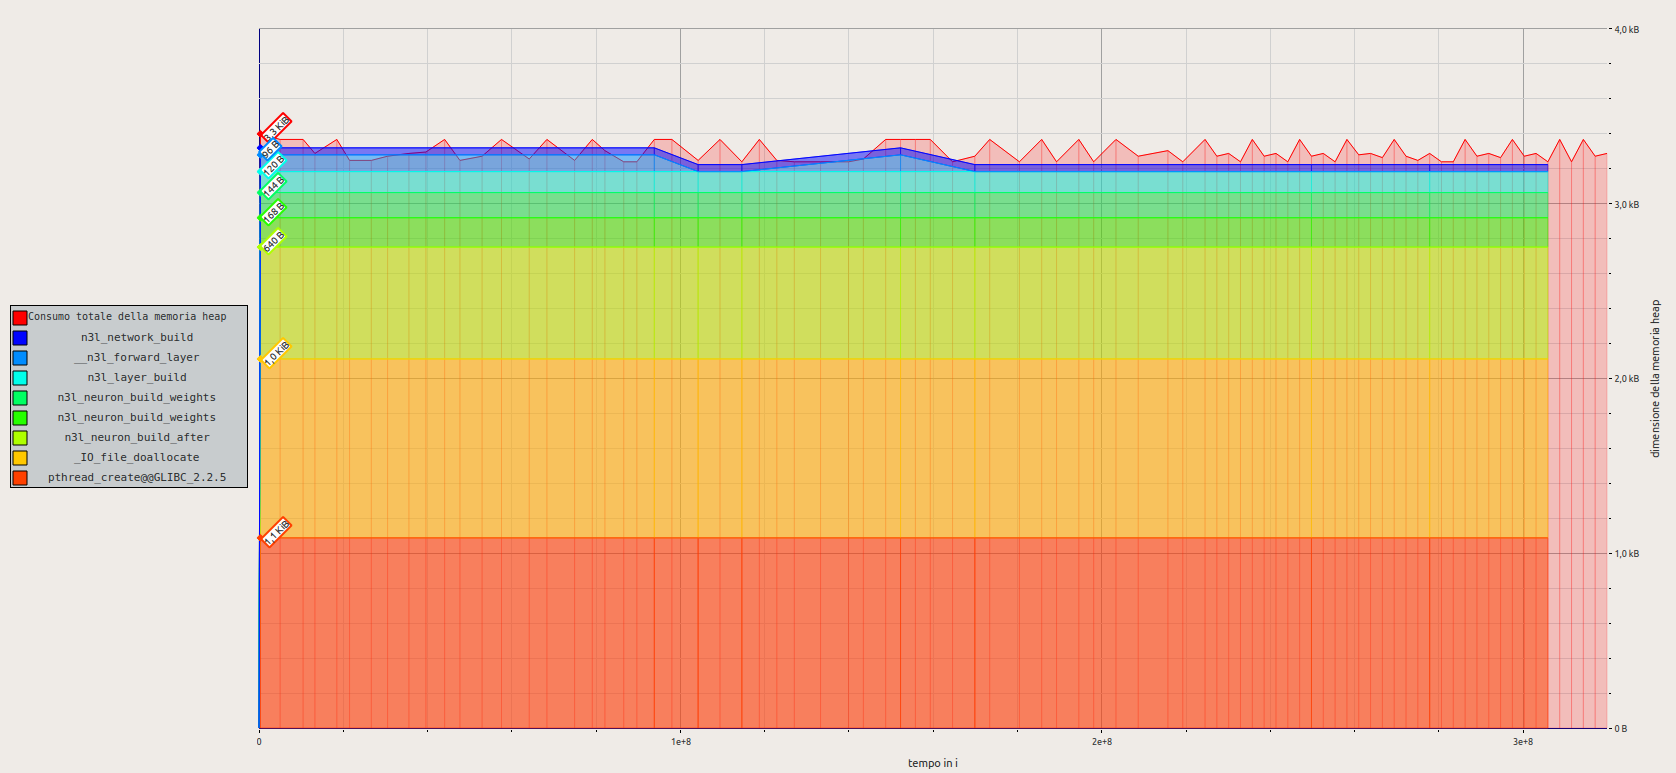 4,0 kB
3,3 KiB
96 B
120 B
144 B
168 B
3,0 kB
640 B
dimensione della memoria heap
Consumo totale della memoria heap
n3l_network_build
__n3l_forward_layer
n3l_layer_build
n3l_neuron_build_weights
n3l_neuron_build_weights
n3l_neuron_build_after
_IO_file_doallocate
pthread_create@@GLIBC_2.2.5
1,0 KiB
2,0 kB
1,1 KiB
1,0 kB
0 B
0 1e+8 2e+8 3e+8
tempo in i